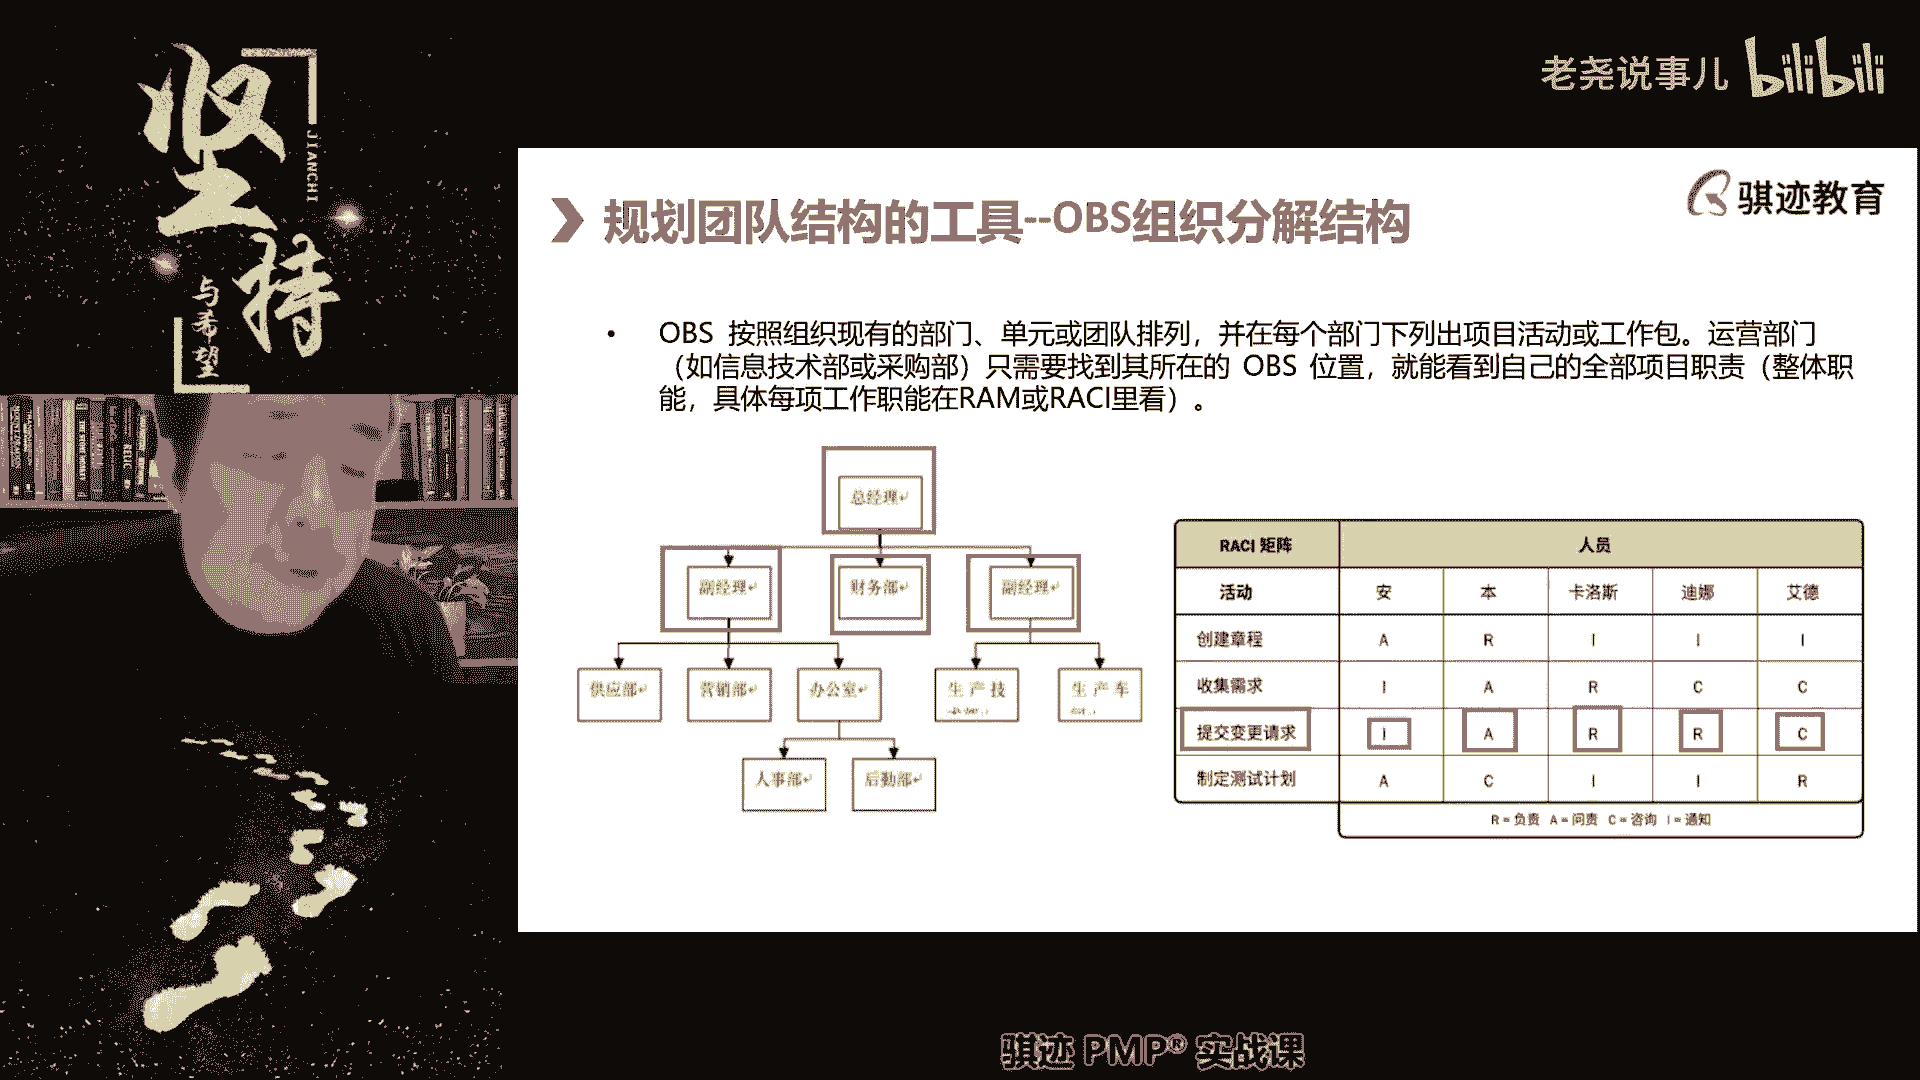 坚持
JIANCHI
与希望
老尧说事儿 bilibili
骐迹教育
规划团队结构的工具--OBS组织分解结构
• OBS 按照组织现有的部门、单元或团队排列，并在每个部门下列出项目活动或工作包。运营部门
（如信息技术部或采购部）只需要找到其所在的 OBS 位置，就能看到自己的全部项目职责（整体职
能，具体每项工作职能在RAM或RACI里看）。
总经理
副经理 财务部 副经理
供应部 营销部 办公室 生产技 生产车
人事部 后勤部
RACI 矩阵 人员
活动 安 本 卡洛斯 迪娜 艾德
创建章程 A R I I I
收集需求 I A R C C
提交变更请求 I A R R C
制定测试计划 A C I I R
R = 负责 A = 问责 C = 咨询 I = 通知
骐迹 PMP® 实战课